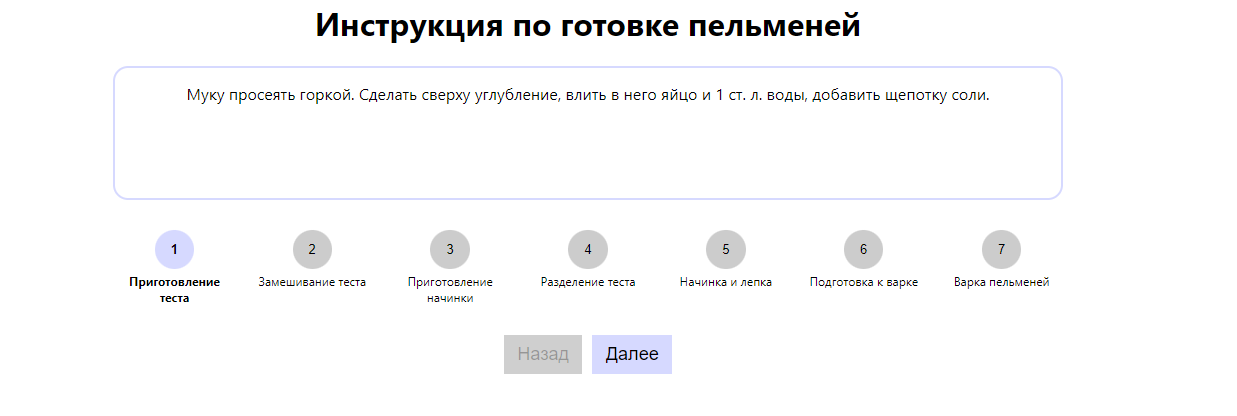 Инструкция по готовке пельменей
Муку просеять горкой. Сделать сверху углубление, влить в него яйцо и 1 ст. л. воды, добавить щепотку соли.
1
Приготовление
теста
2
Замешивание теста
3
Приготовление
начинки
4
Разделение теста
5
Начинка и лепка
6
Подготовка к варке
7
Варка пельменей
Назад
Далее